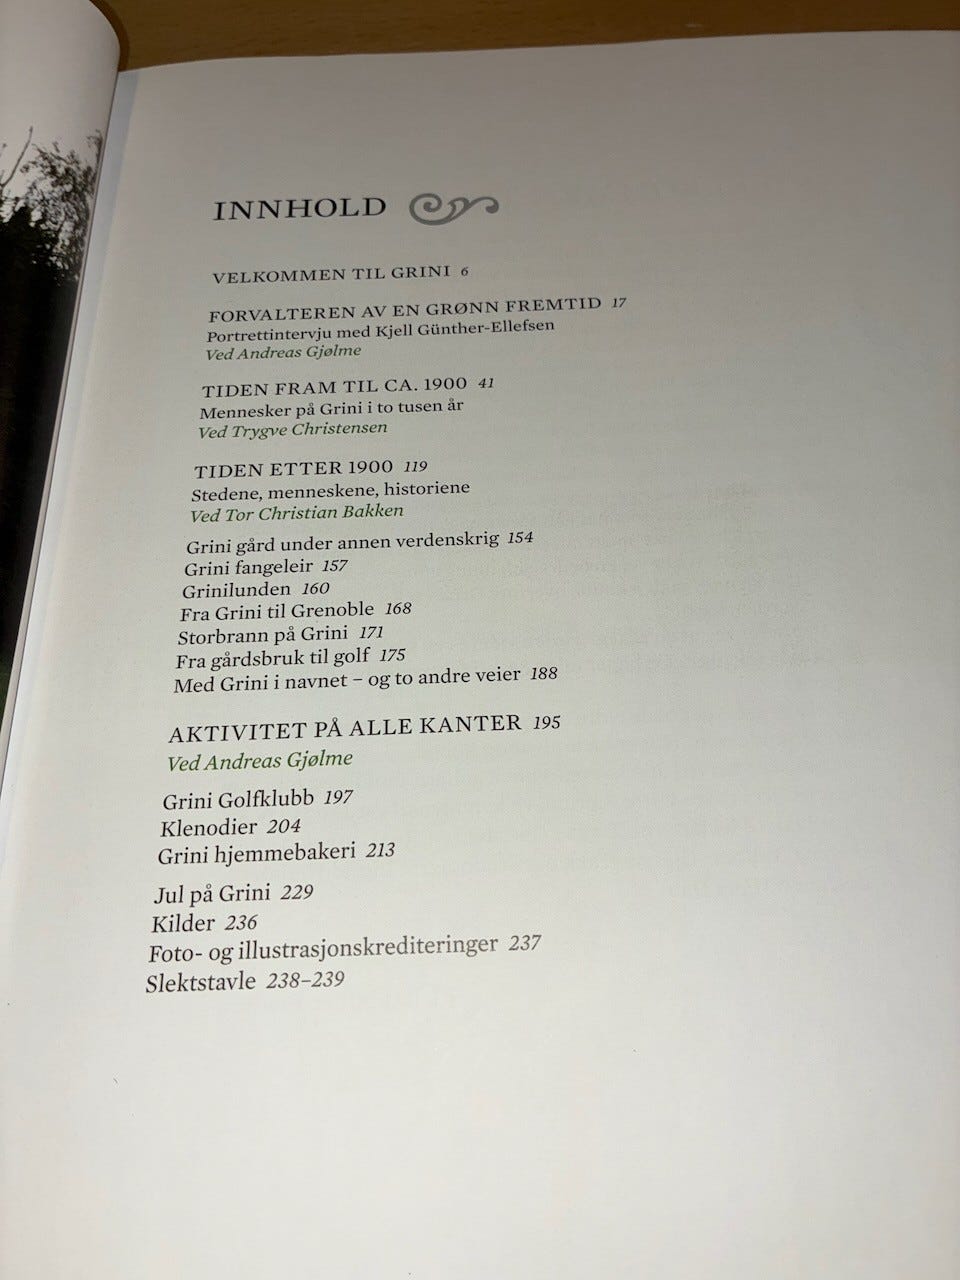 INNHOLD
VELKOMMEN TIL GRINI 6
FORVALTEREN AV EN GRØNN FREMTID 17
Portrettintervju med Kjell Günther-Ellefsen
Ved Andreas Gjølme
TIDEN FRAM TIL CA. 1900 41
Mennesker på Grini i to tusen år
Ved Trygve Christensen
TIDEN ETTER 1900 119
Stedene, menneskene, historiene
Ved Tor Christian Bakken
Grini gård under annen verdenskrig 154
Grini fangeleir 157
Grinilunden 160
Fra Grini til Grenoble 168
Storbrann på Grini 171
Fra gårdsbruk til golf 175
Med Grini i navnet – og to andre veier 188
AKTIVITET PÅ ALLE KANTER 195
Ved Andreas Gjølme
Grini Golfklubb 197
Klenodier 204
Grini hjemmebakeri 213
Jul på Grini 229
Kilder 236
Foto- og illustrasjonskrediteringer 237
Slektstavle 238–239